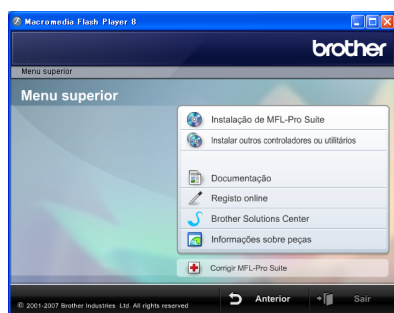 Macromedia Flash Player 8
brother
Menu superior
Menu superior
Instalação de MFL-Pro Suite
Instalar outros controladores ou utilitários
Documentação
Registo online
Brother Solutions Center
Informações sobre peças
Corrigir MFL-Pro Suite
© 2001-2007 Brother Industries Ltd. All rights reserved
Anterior
Sair